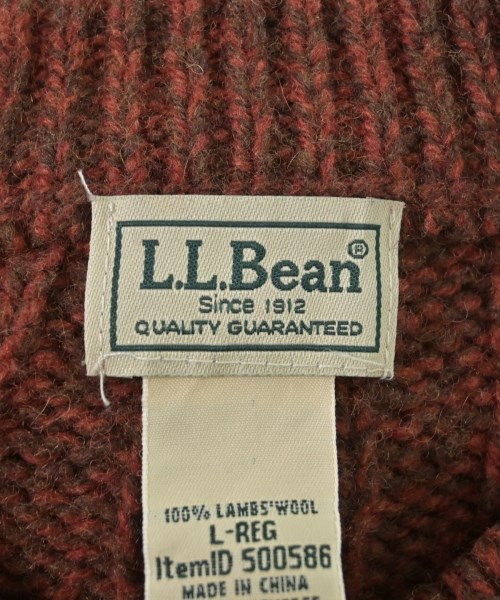 L.L.Bean®
Since 1912
QUALITY GUARANTEED
100% LAMBS'WOOL
L-REG
ItemID 500586
MADE IN CHINA